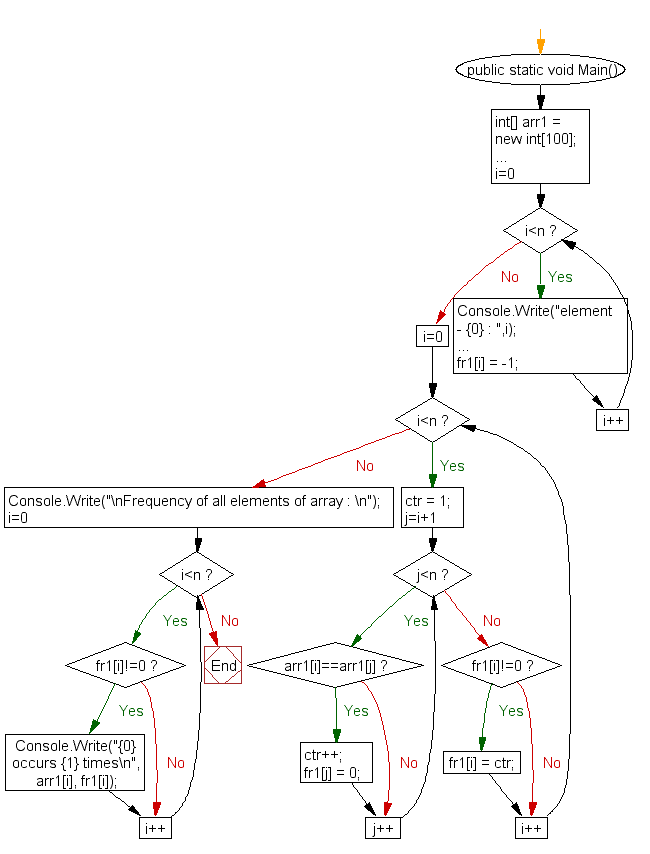 public static void Main()
int[] arr1 =
new int[100];
...
i=0
i<n ?
No
Yes
Console.Write("element
- {0} : ",i);
...
fr1[i] = -1;
i=0
i++
i<n ?
No
Yes
Console.Write("\nFrequency of all elements of array : \n");
i=0
ctr = 1;
j=i+1
i<n ?
j<n ?
Yes
No
Yes
No
fr1[i]!=0 ?
End
arr1[i]==arr1[j] ?
fr1[i]!=0 ?
Yes
Yes
Yes
Console.Write("{0}
occurs {1} times\n",
arr1[i], fr1[i]);
No
ctr++;
fr1[j] = 0;
No
fr1[i] = ctr;
No
i++
j++
i++